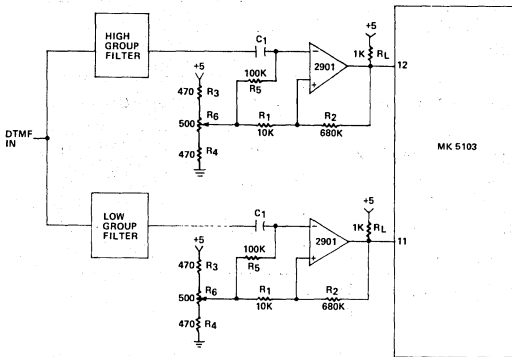 HIGH
GROUP
FILTER
C1
+5
1K RL
12
2901
−
+
+5
100K
R5
470 R3
R6
500
R1
10K
R2
680K
470 R4
DTMF
IN
MK 5103
LOW
GROUP
FILTER
C1
+5
1K RL
11
2901
−
+
+5
100K
R5
470 R3
R6
500
R1
10K
R2
680K
470 R4